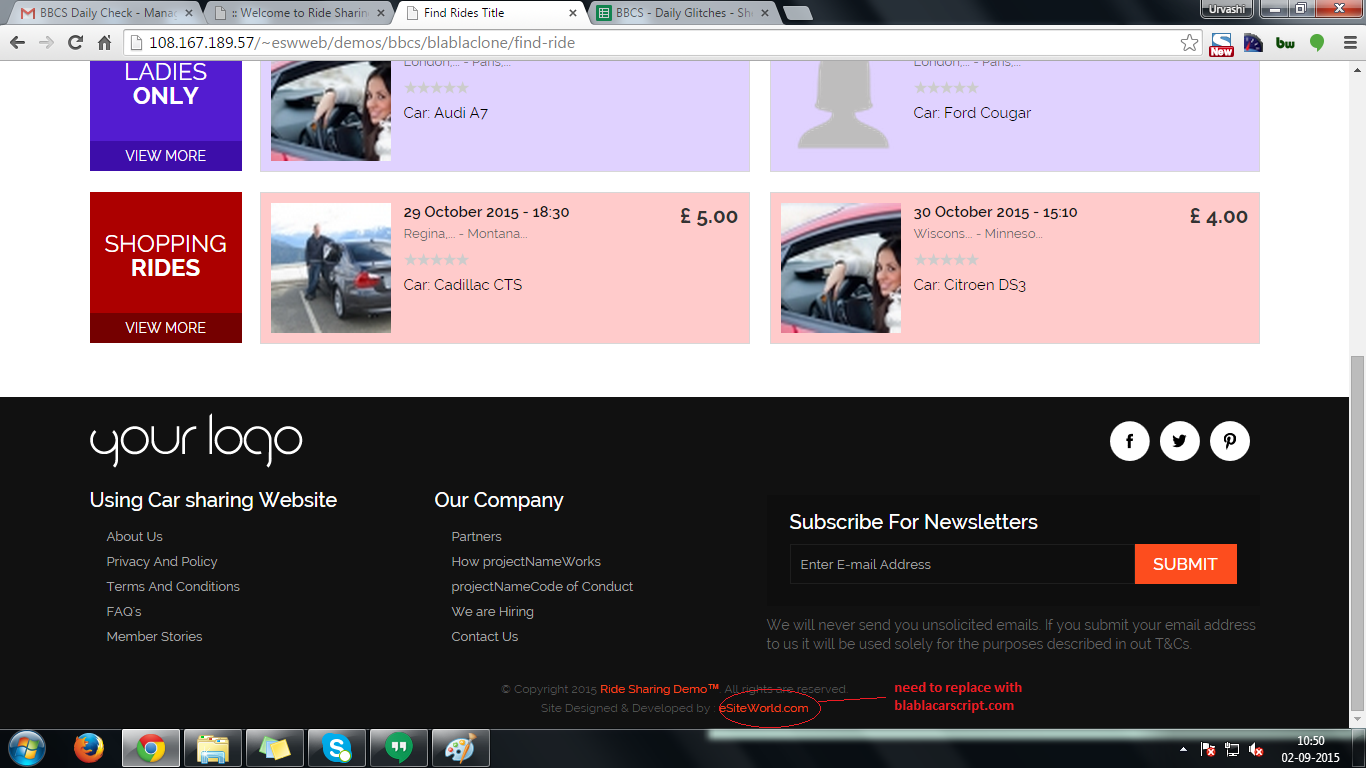 BBCS Daily Check - Mana
:: Welcome to Ride Sharin
Find Rides Title
BBCS - Daily Glitches - Sh
Urvashi
108.167.189.57/~eswweb/demos/bbcs/blablaclone/find-ride
New
bw
LADIES
ONLY
VIEW MORE
London,... - Paris,...
Car: Audi A7
London,... - Paris,...
Car: Ford Cougar
SHOPPING
RIDES
VIEW MORE
29 October 2015 - 18:30
£ 5.00
Regina,... - Montana...
Car: Cadillac CTS
30 October 2015 - 15:10
£ 4.00
Wiscons... - Minneso...
Car: Citroen DS3
your logo
Using Car sharing Website
About Us
Privacy And Policy
Terms And Conditions
FAQ's
Member Stories
Our Company
Partners
How projectNameWorks
projectNameCode of Conduct
We are Hiring
Contact Us
Subscribe For Newsletters
Enter E-mail Address
SUBMIT
We will never send you unsolicited emails. If you submit your email address
to us it will be used solely for the purposes described in out T&Cs.
© Copyright 2015 Ride Sharing Demo™. All rights are reserved.
Site Designed & Developed by : eSiteWorld.com
need to replace with
blablacarscript.com
10:50
02-09-2015